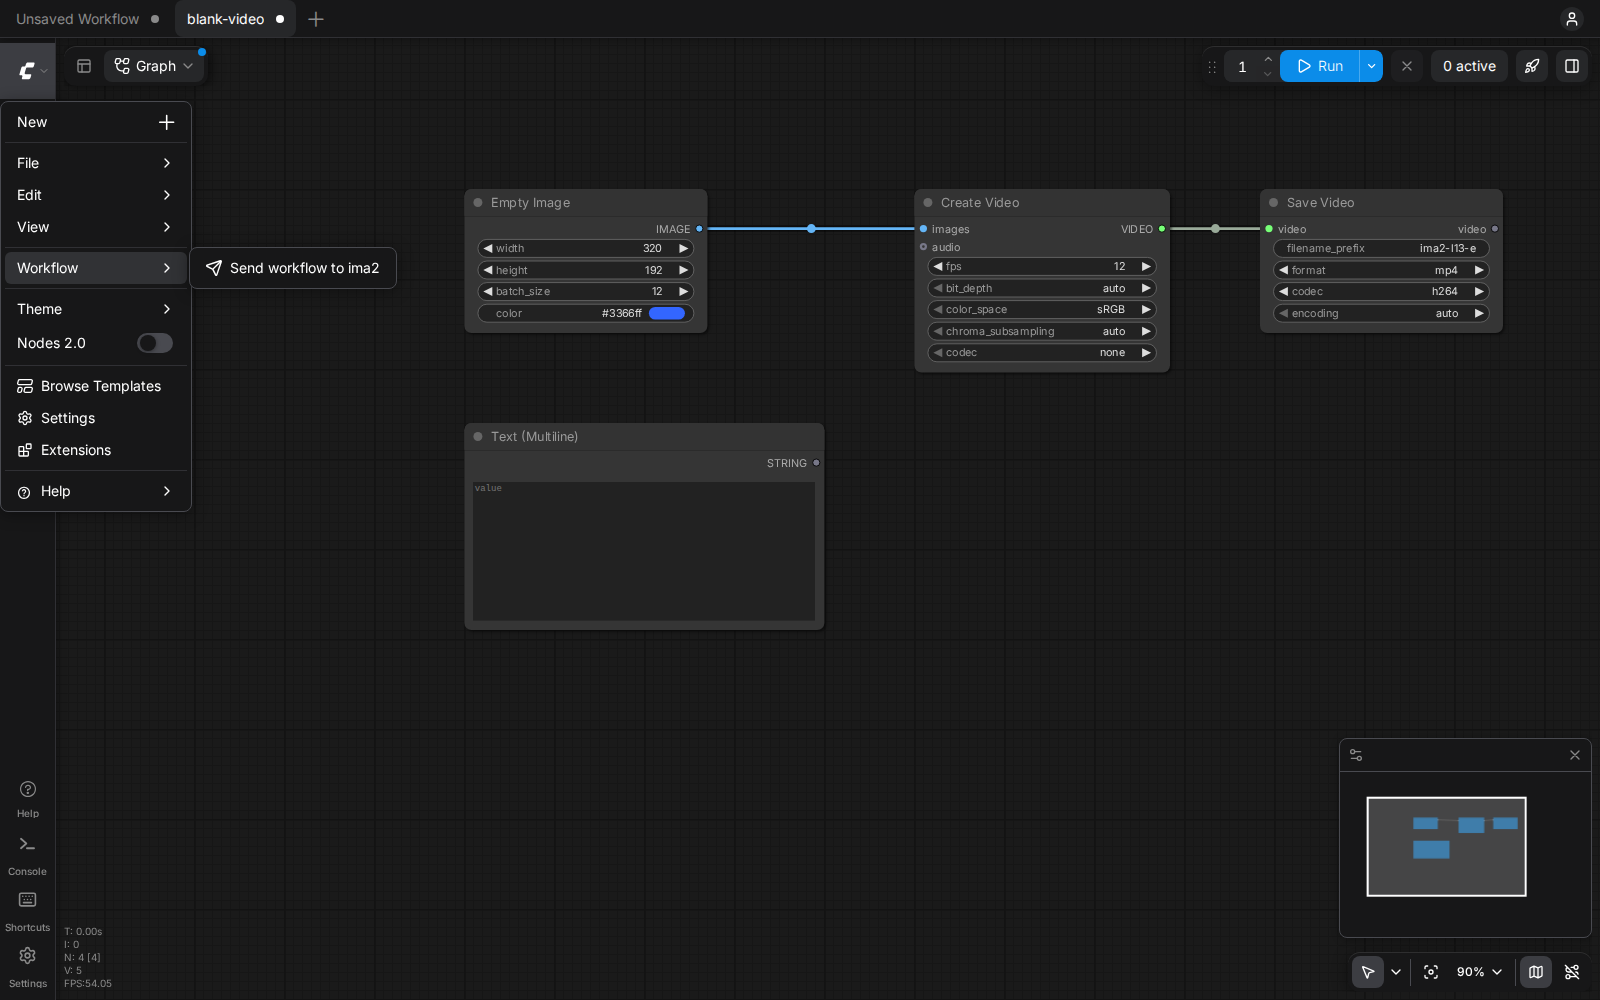 Unsaved Workflow
blank-video
Graph
1
Run
0 active
New
File
Edit
View
Workflow
Send workflow to ima2
Theme
Nodes 2.0
Browse Templates
Settings
Extensions
Help
Empty Image
IMAGE
width 320
height 192
batch_size 12
color #3366ff
Create Video
images VIDEO
audio
fps 12
bit_depth auto
color_space sRGB
chroma_subsampling auto
codec none
Save Video
video video
filename_prefix ima2-l13-e
format mp4
codec h264
encoding auto
Text (Multiline)
STRING
value
Help
Console
Shortcuts
Settings
T: 0.00s
I: 0
N: 4 [4]
V: 5
FPS:54.05
90%